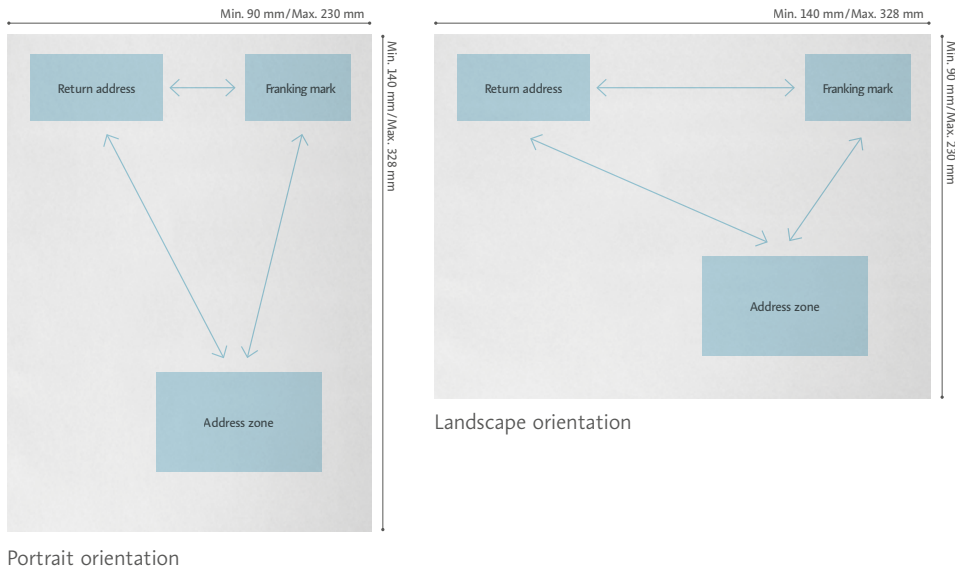 Min. 90 mm/Max. 230 mm
Return address
Franking mark
Min. 140 mm/Max. 328 mm
Address zone
Portrait orientation
Min. 140 mm/Max. 328 mm
Return address
Franking mark
Min. 90 mm/Max. 230 mm
Address zone
Landscape orientation